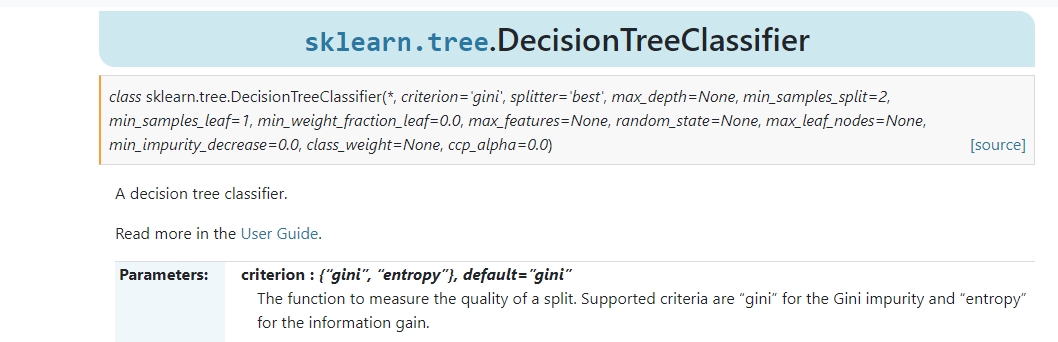 sklearn.tree.DecisionTreeClassifier
class sklearn.tree.DecisionTreeClassifier(*, criterion='gini', splitter='best', max_depth=None, min_samples_split=2,
min_samples_leaf=1, min_weight_fraction_leaf=0.0, max_features=None, random_state=None, max_leaf_nodes=None,
min_impurity_decrease=0.0, class_weight=None, ccp_alpha=0.0) [source]
A decision tree classifier.
Read more in the User Guide.
Parameters: criterion : {“gini”, “entropy”}, default=”gini”
The function to measure the quality of a split. Supported criteria are “gini” for the Gini impurity and “entropy”
for the information gain.